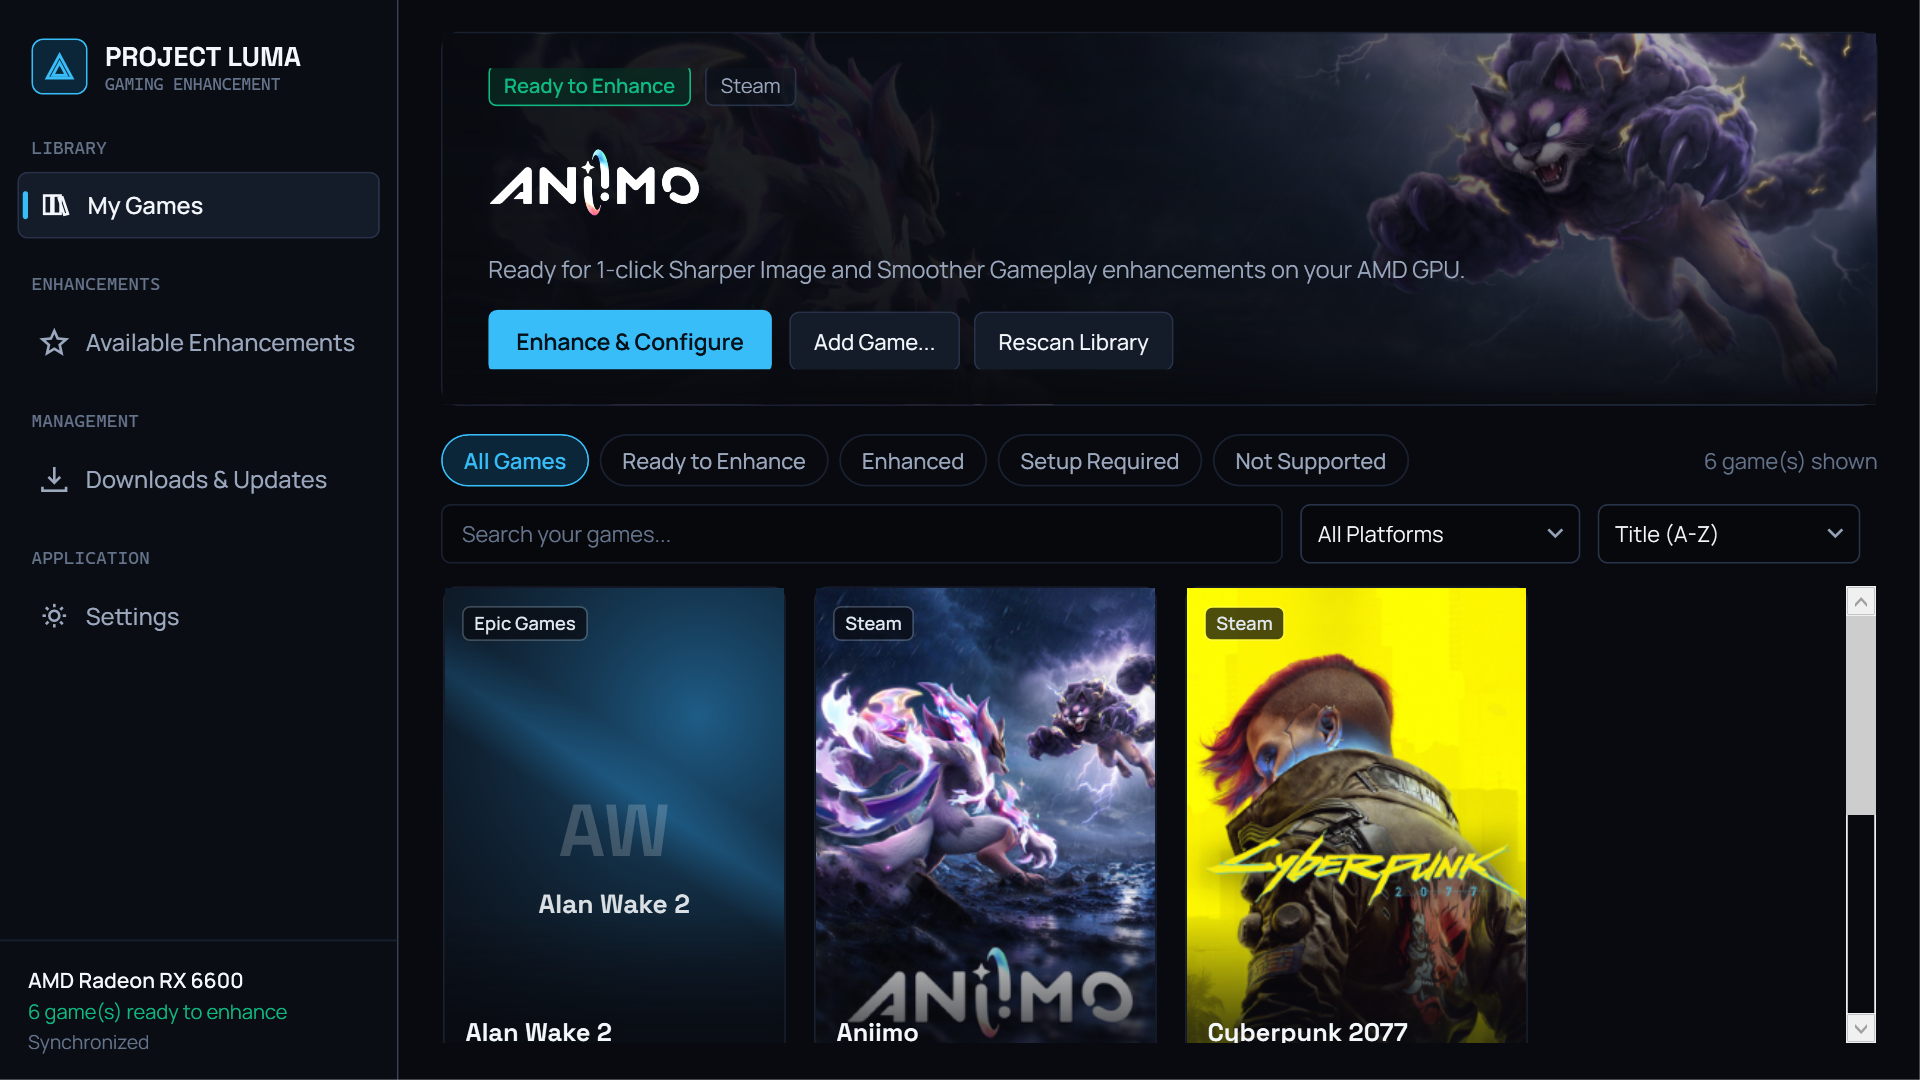 PROJECT LUMA
GAMING ENHANCEMENT
LIBRARY
My Games
ENHANCEMENTS
Available Enhancements
MANAGEMENT
Downloads & Updates
APPLICATION
Settings
AMD Radeon RX 6600
6 game(s) ready to enhance
Synchronized
Ready to Enhance
Steam
ANiiMO
Ready for 1-click Sharper Image and Smoother Gameplay enhancements on your AMD GPU.
Enhance & Configure
Add Game...
Rescan Library
All Games
Ready to Enhance
Enhanced
Setup Required
Not Supported
6 game(s) shown
Search your games...
All Platforms
Title (A-Z)
Epic Games
AW
Alan Wake 2
Alan Wake 2
Steam
ANiiMO
Aniimo
Steam
Cyberpunk
2077
Cyberpunk 2077